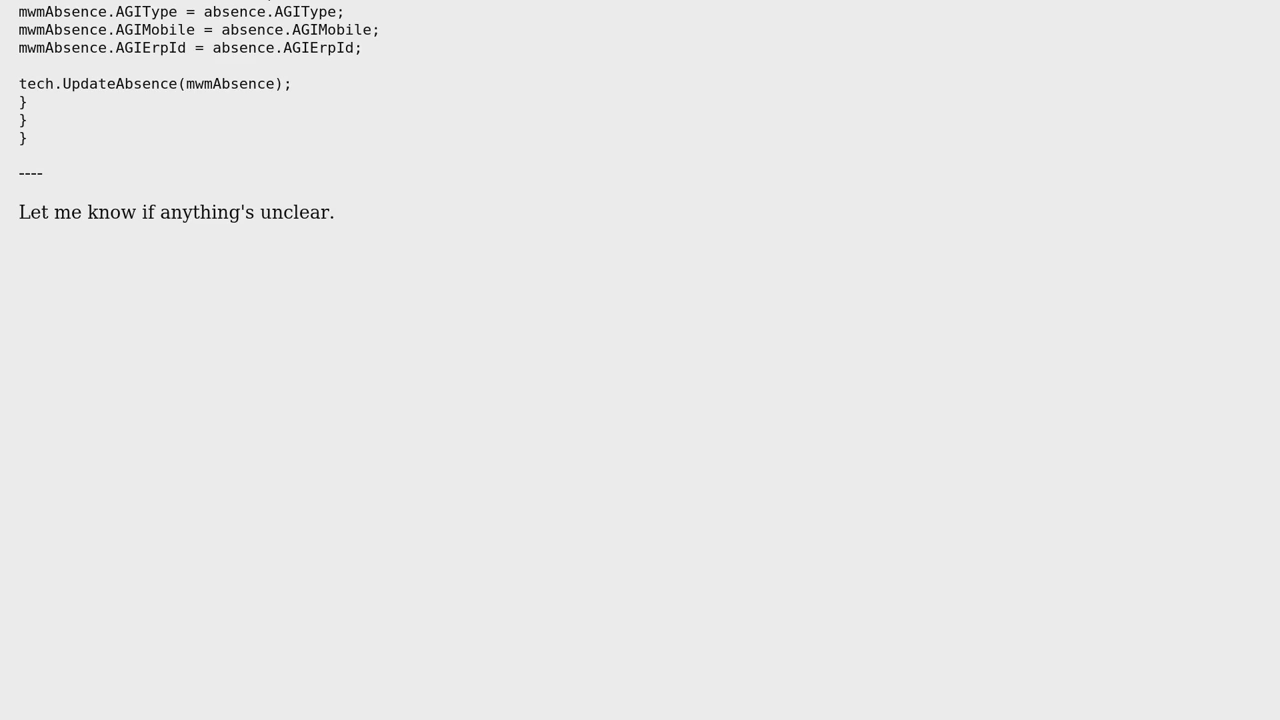 mwmAbsence.AGIType = absence.AGIType;
mwmAbsence.AGIMobile = absence.AGIMobile;
mwmAbsence.AGIErpId = absence.AGIErpId;
tech.UpdateAbsence(mwmAbsence);
}
}
}
----
Let me know if anything's unclear.